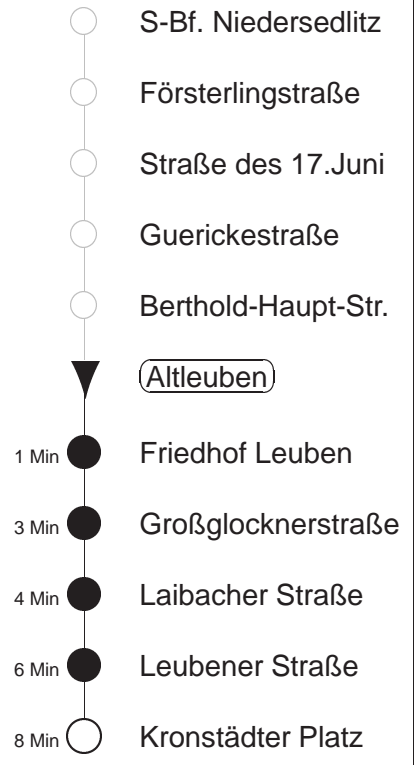 S-Bf. Niedersedlitz
Försterlingstraße
Straße des 17.Juni
Guerickestraße
Berthold-Haupt-Str.
Altleuben
1 Min Friedhof Leuben
3 Min Großglocknerstraße
4 Min Laibacher Straße
6 Min Leubener Straße
8 Min Kronstädter Platz